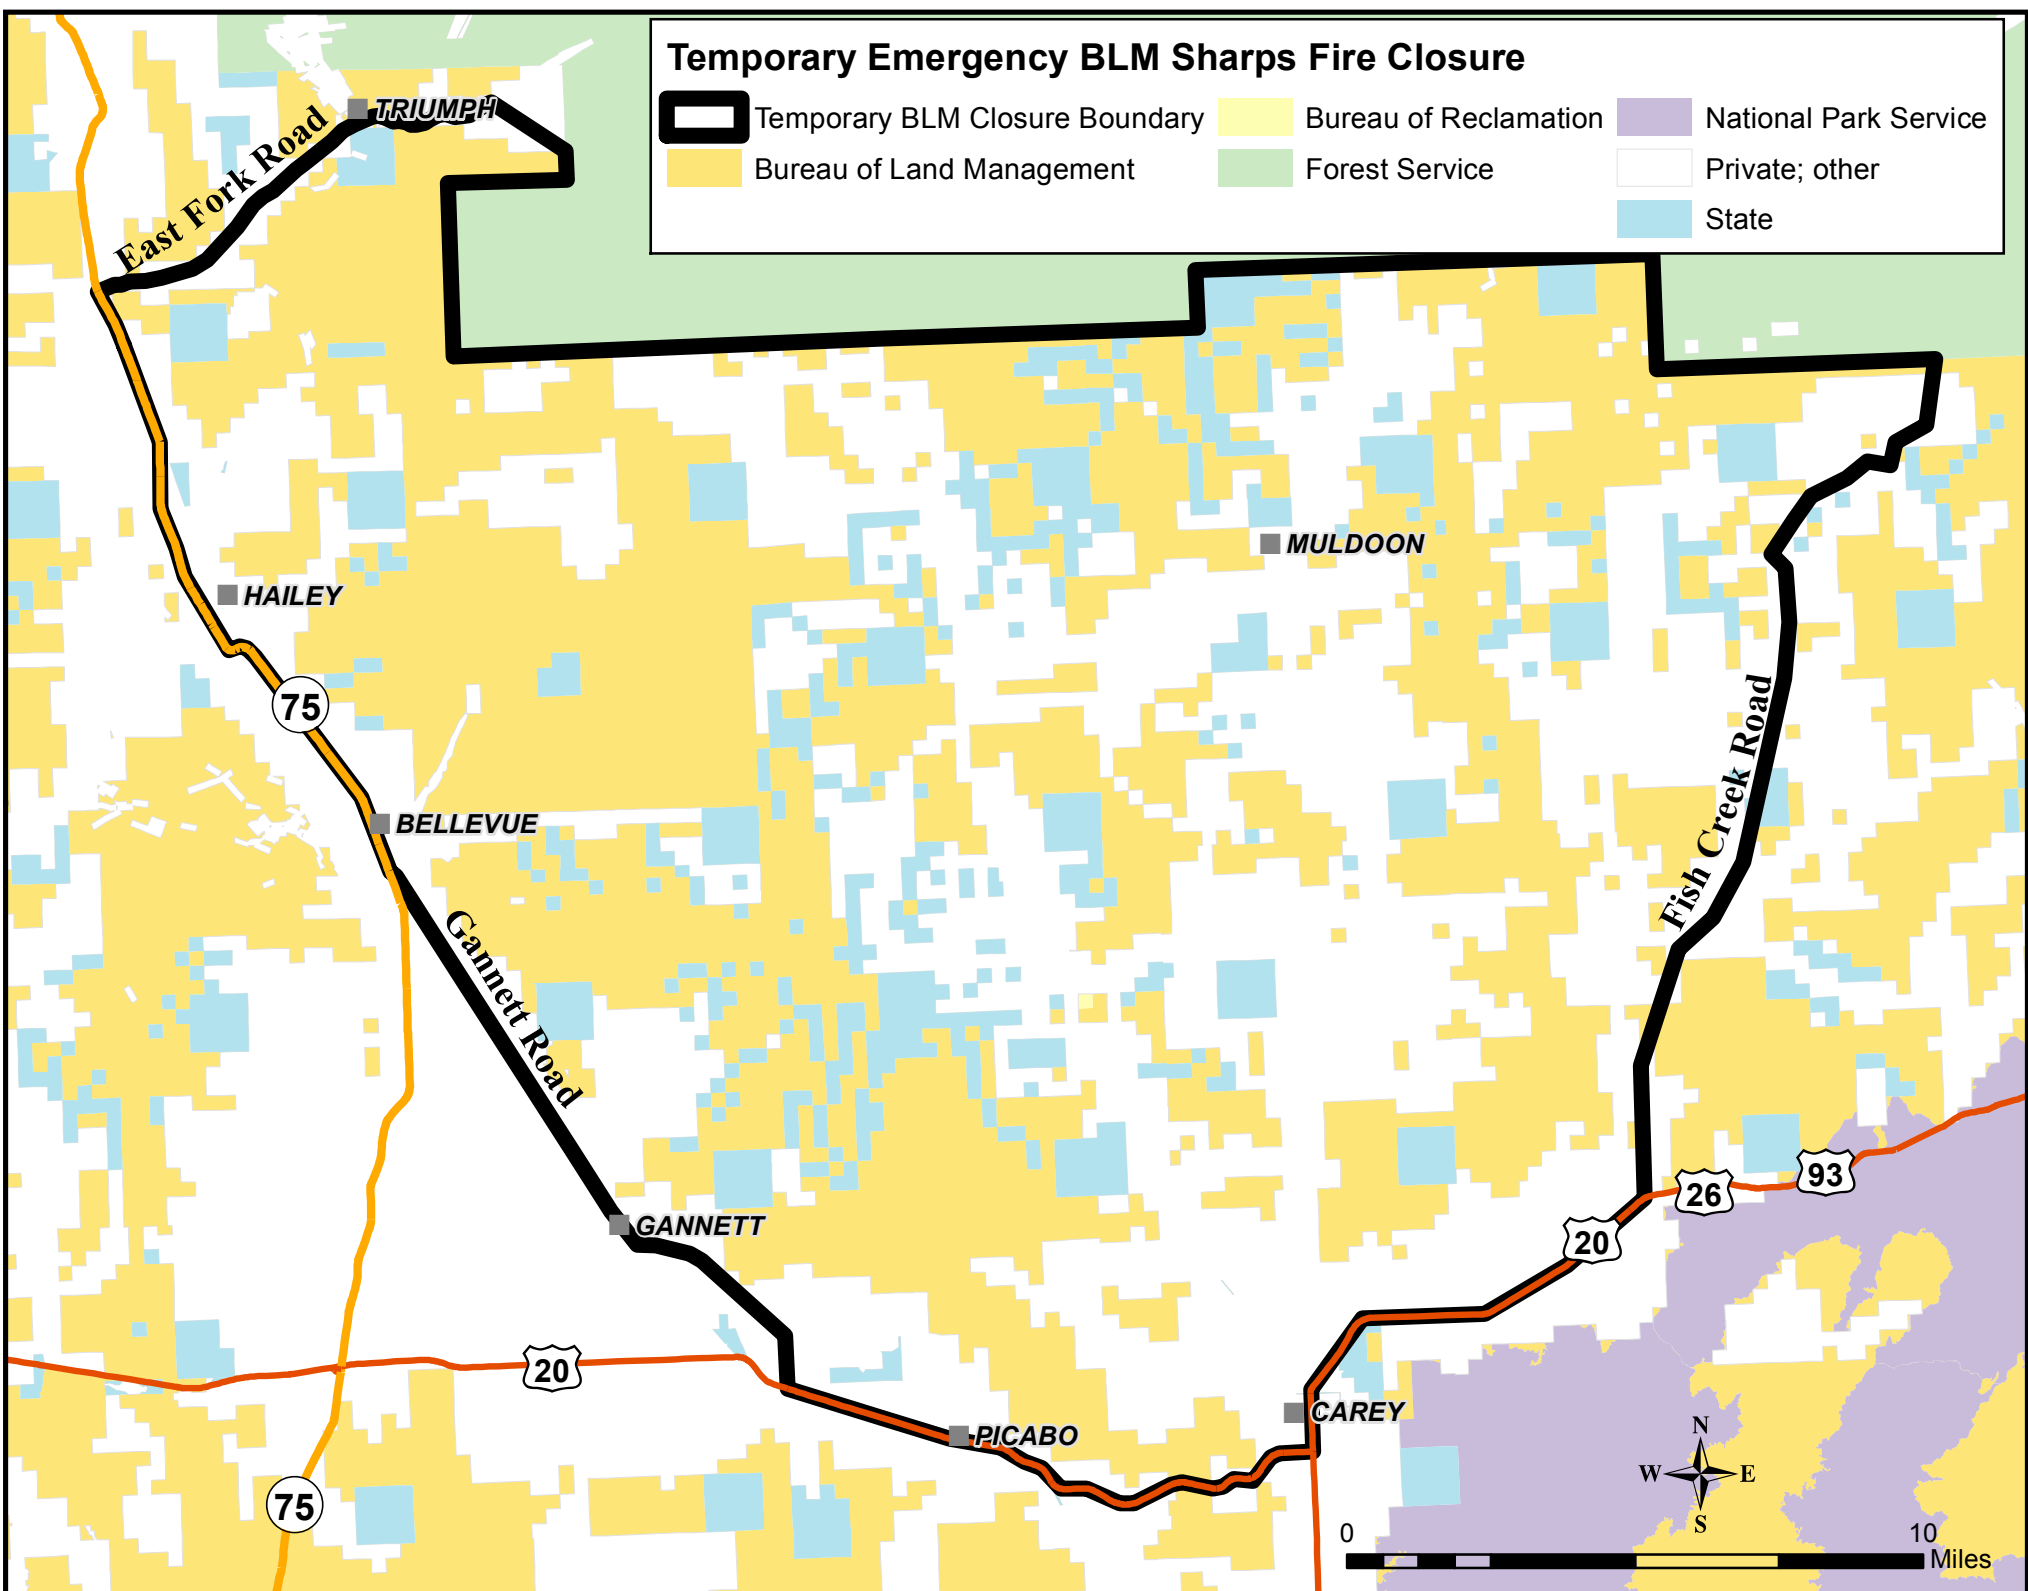 Temporary Emergency BLM Sharps Fire Closure
Temporary BLM Closure Boundary
Bureau of Land Management
Bureau of Reclamation
Forest Service
National Park Service
Private; other
State
TRIUMPH
East Fork Road
MULDOON
HAILEY
75
Fish Creek Road
BELLEVUE
Gannett Road
93
26
GANNETT
20
20
CAREY
PICABO
75
N
W
E
S
0
10
Miles